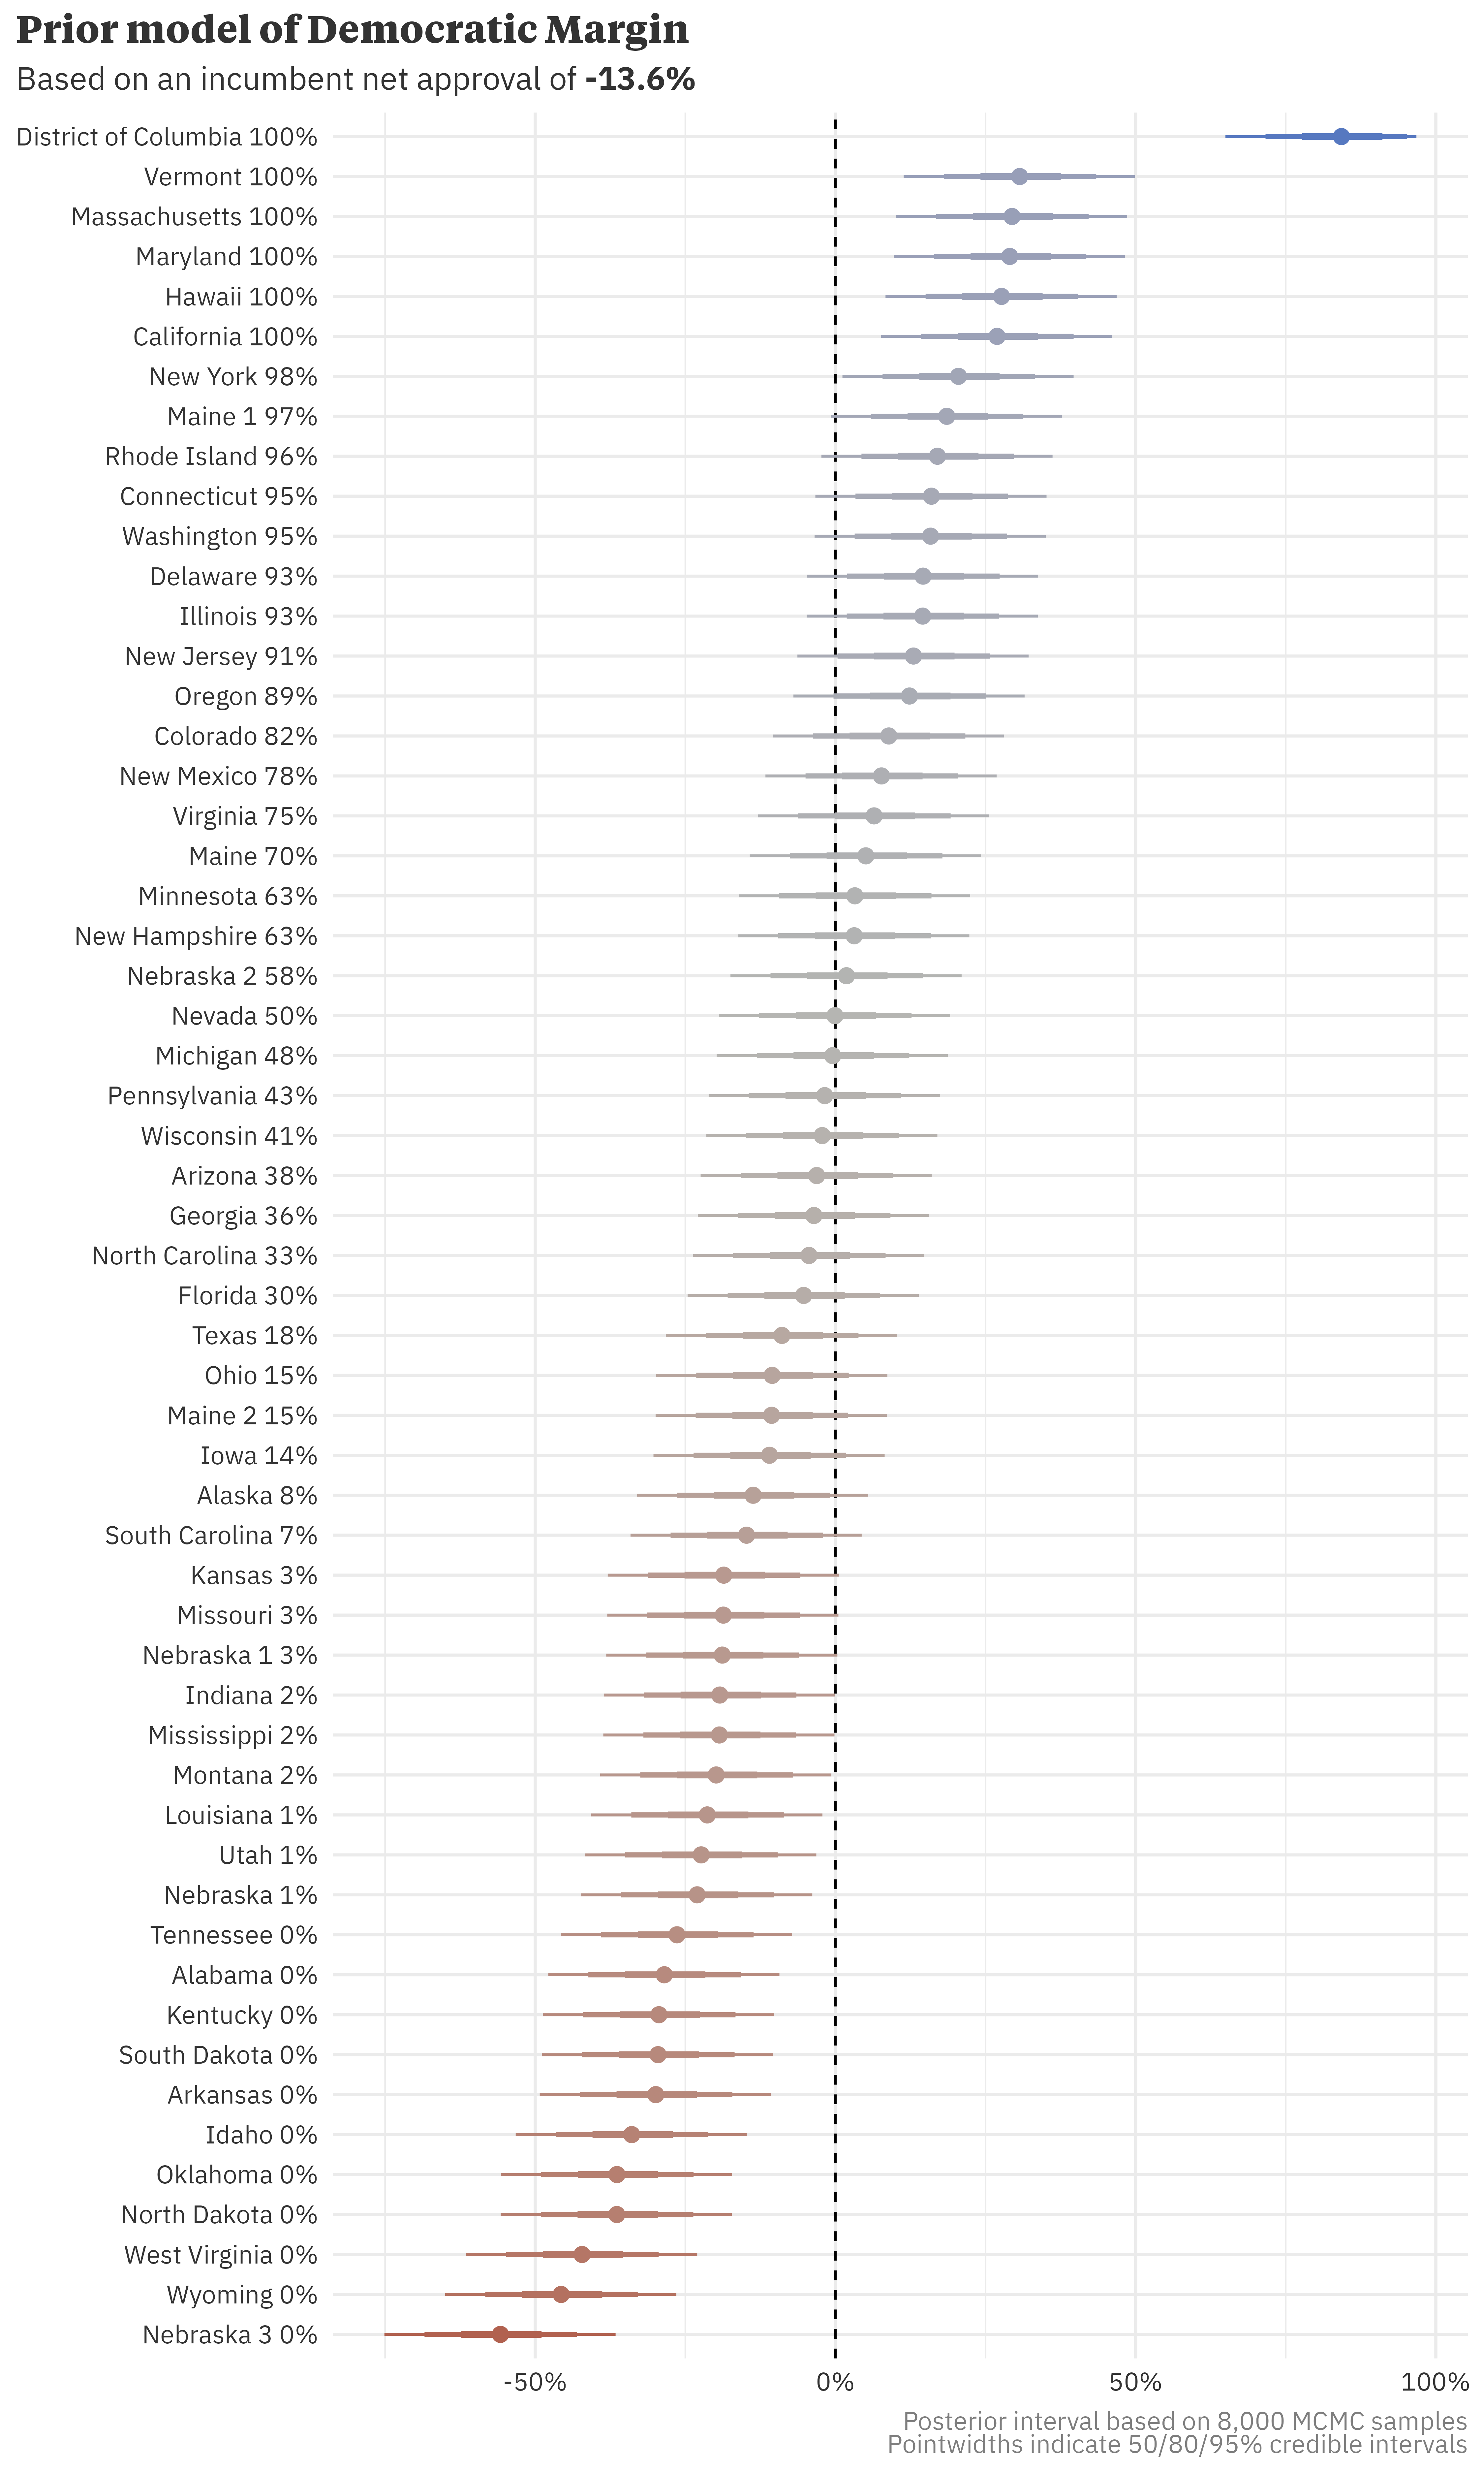 Prior model of Democratic Margin
Based on an incumbent net approval of -13.6%
District of Columbia 100%
Vermont 100%
Massachusetts 100%
Maryland 100%
Hawaii 100%
California 100%
New York 98%
Maine 1 97%
Rhode Island 96%
Connecticut 95%
Washington 95%
Delaware 93%
Illinois 93%
New Jersey 91%
Oregon 89%
Colorado 82%
New Mexico 78%
Virginia 75%
Maine 70%
Minnesota 63%
New Hampshire 63%
Nebraska 2 58%
Nevada 50%
Michigan 48%
Pennsylvania 43%
Wisconsin 41%
Arizona 38%
Georgia 36%
North Carolina 33%
Florida 30%
Texas 18%
Ohio 15%
Maine 2 15%
Iowa 14%
Alaska 8%
South Carolina 7%
Kansas 3%
Missouri 3%
Nebraska 1 3%
Indiana 2%
Mississippi 2%
Montana 2%
Louisiana 1%
Utah 1%
Nebraska 1%
Tennessee 0%
Alabama 0%
Kentucky 0%
South Dakota 0%
Arkansas 0%
Idaho 0%
Oklahoma 0%
North Dakota 0%
West Virginia 0%
Wyoming 0%
Nebraska 3 0%
-50% 0% 50% 100%
Posterior interval based on 8,000 MCMC samples
Pointwidths indicate 50/80/95% credible intervals